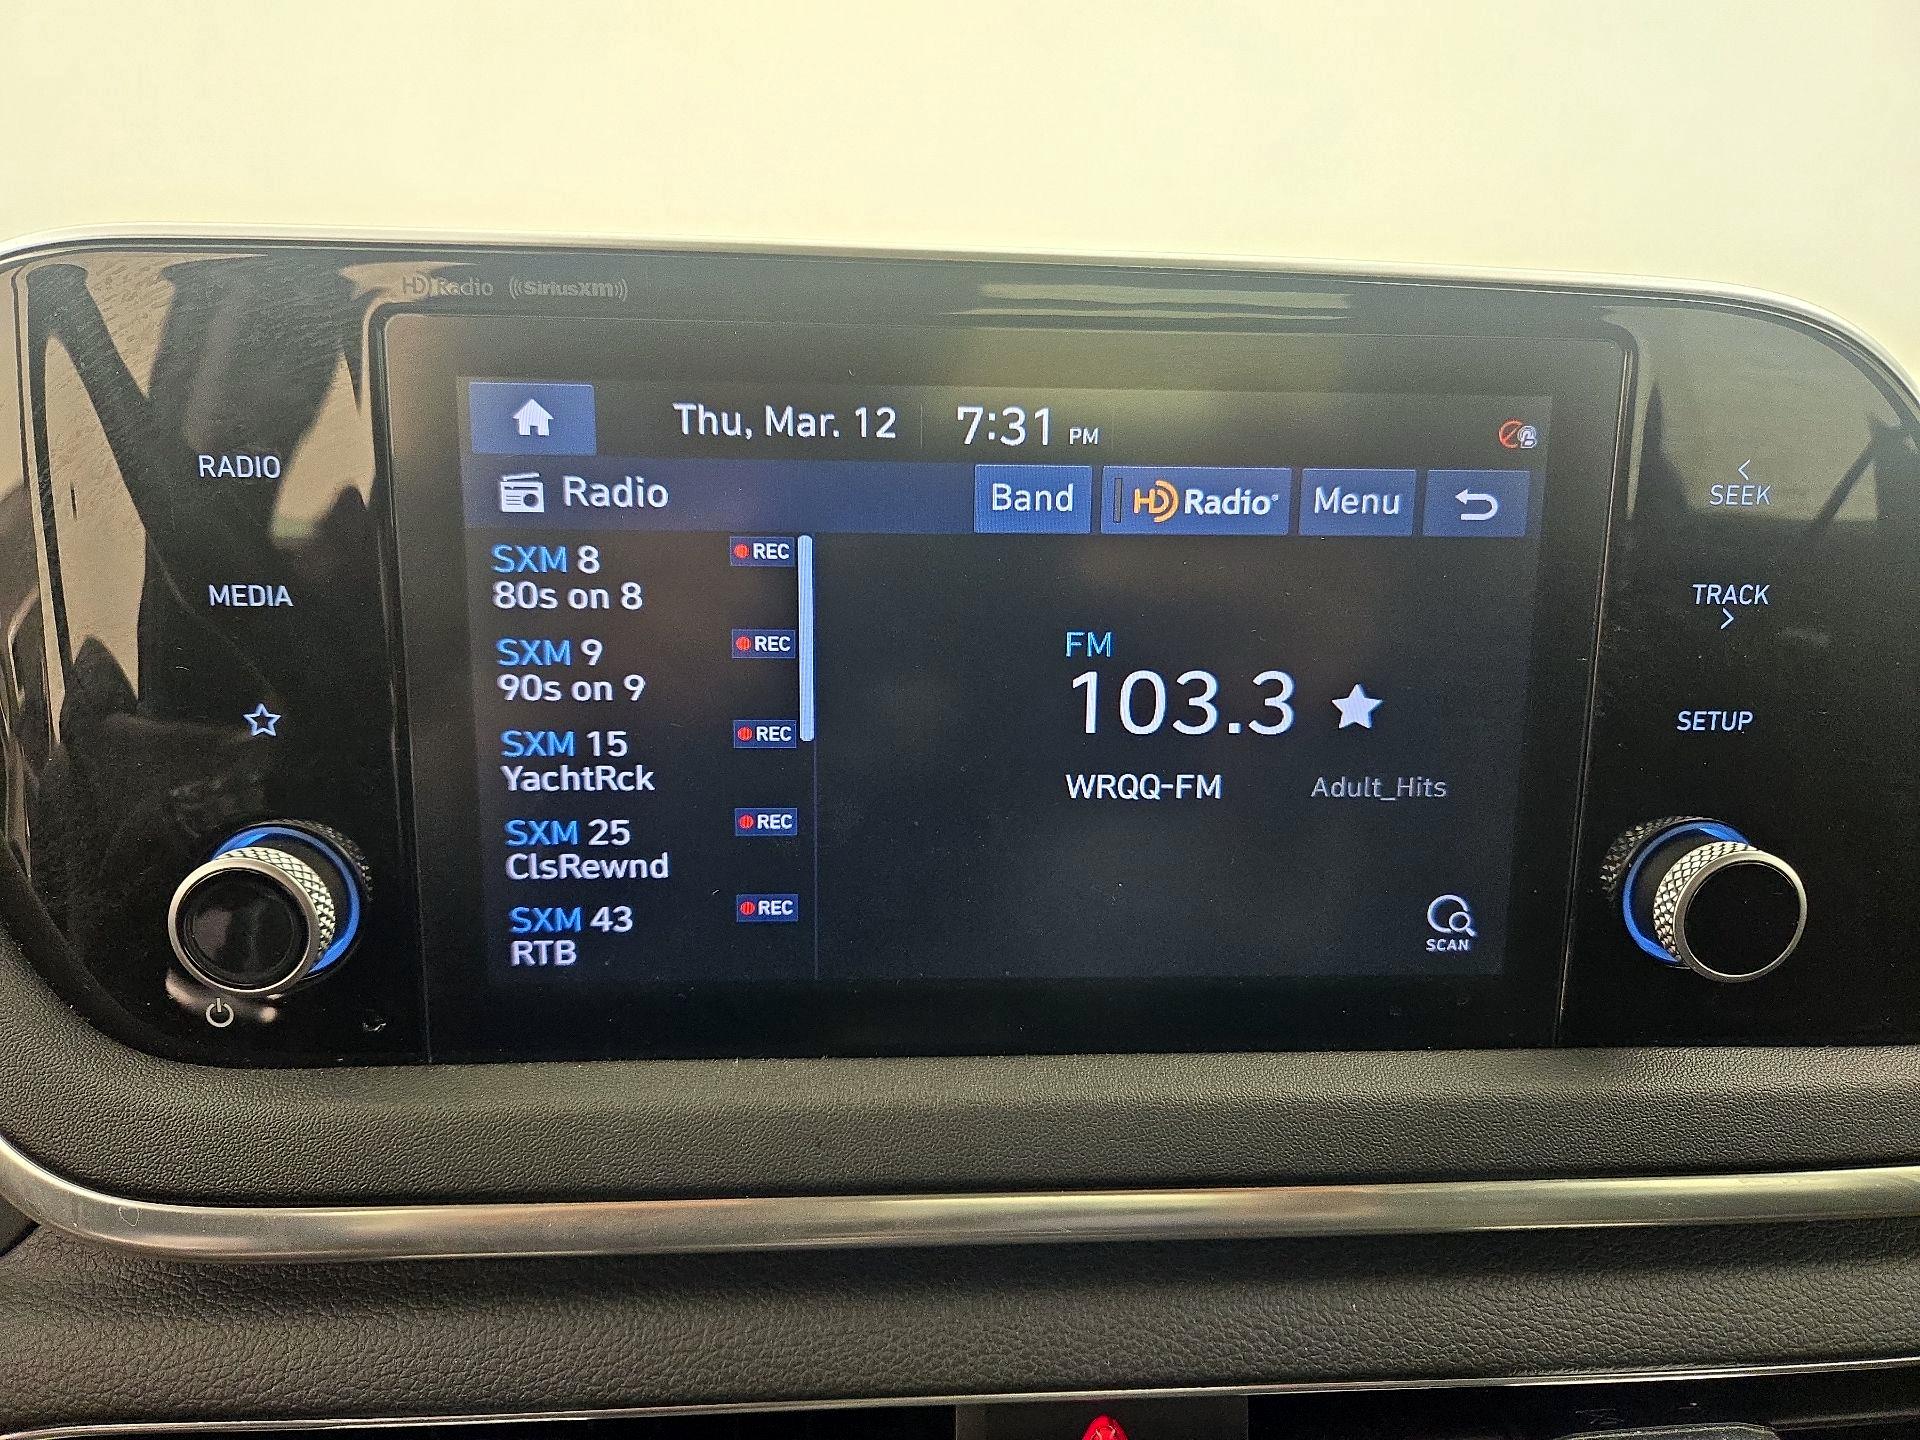 HD Radio ((SiriusXM))
Thu, Mar. 12 7:31 PM
Radio Band HD Radio Menu
SXM 8 REC
80s on 8
SXM 9 REC
90s on 9
SXM 15 REC
YachtRck
SXM 25 REC
ClsRewnd
SXM 43 REC
RTB
FM
103.3
WRQQ-FM Adult_Hits
SCAN
RADIO
MEDIA
SEEK
TRACK
SETUP